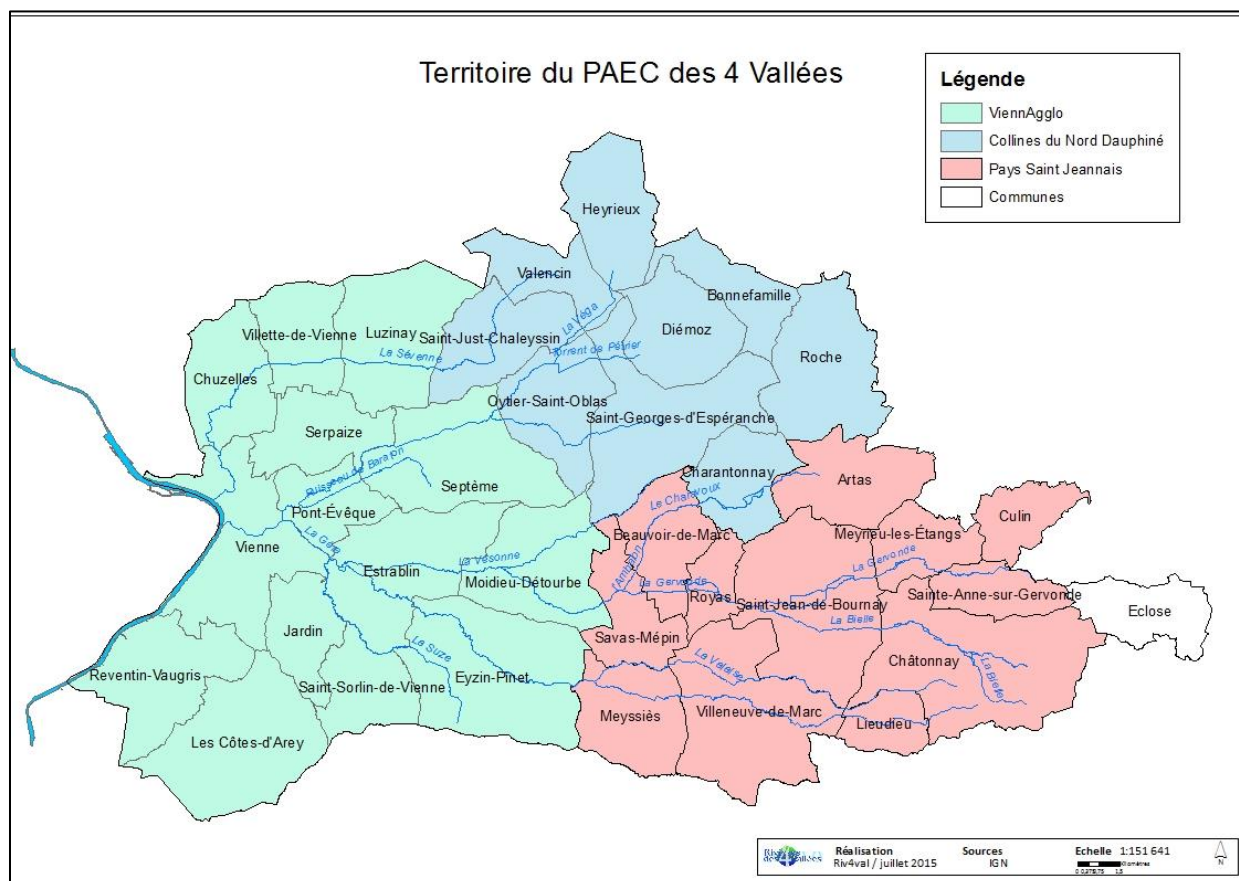 Territoire du PAEC des 4 Vallées
Légende
ViennAgglo
Collines du Nord Dauphiné
Pays Saint Jeannais
Communes
Heyrieux
Valencin
Bonnefamille
La Véga
Villette-de-Vienne
Luzinay
Saint-Just-Chaleyssin
Diémoz
La Sévenne
Torrent de Pétrier
Roche
Chuzelles
Oytier-Saint-Oblas
Saint-Georges-d'Espéranche
Serpaize
Ruisseau de Baraton
Septème
Charantonnay
Artas
Le Charavoux
Pont-Évêque
Culin
Vienne
La Gère
Beauvoir-de-Marc
Meyrieu-les-Étangs
La Vésonne
Estrablin
Moidieu-Détourbe
l'Amballon
La Gervonde
La Gervonde
Royas
Saint-Jean-de-Bournay
Sainte-Anne-sur-Gervonde
Eclose
La Bielle
Jardin
Savas-Mépin
La Suze
Châtonnay
La Bielle
Reventin-Vaugris
Saint-Sorlin-de-Vienne
Eyzin-Pinet
Meyssiès
Villeneuve-de-Marc
Lieudieu
Les Côtes-d'Arey
Réalisation
Riv4val / juillet 2015
Sources
IGN
Echelle 1:151 641
N